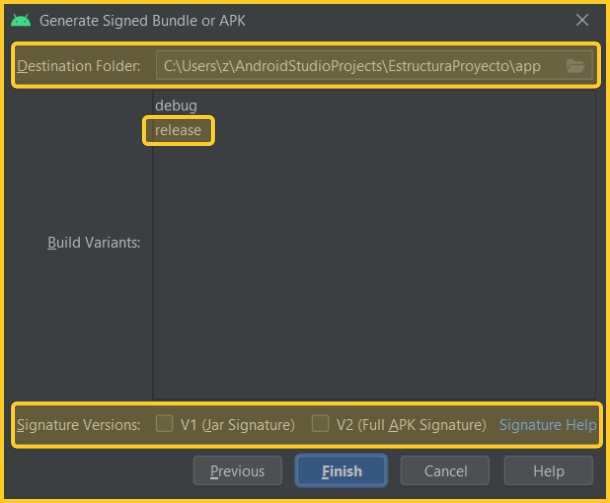 Generate Signed Bundle or APK
Destination Folder: C:\Users\z\AndroidStudioProjects\EstructuraProyecto\app
debug
release
Build Variants:
Signature Versions: V1 (Jar Signature) V2 (Full APK Signature) Signature Help
Previous Finish Cancel Help